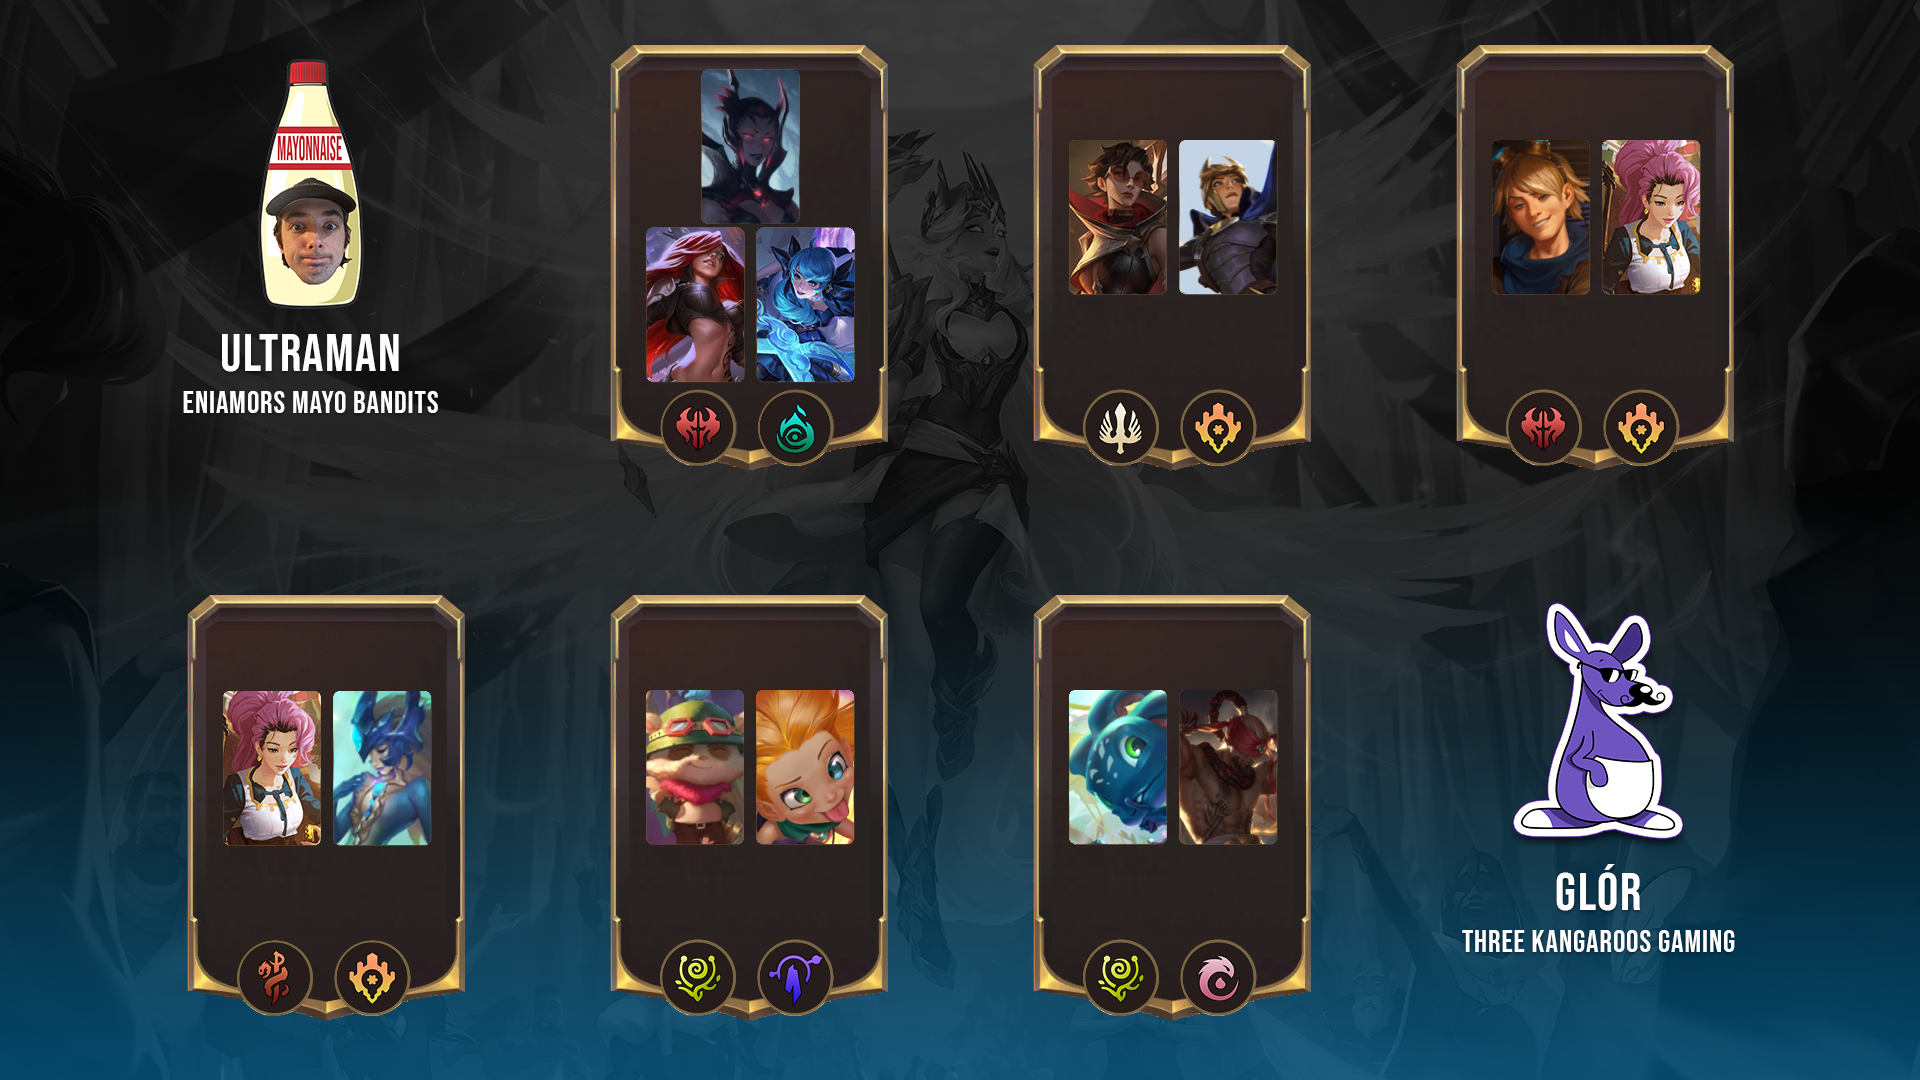 MAYONNAISE
ULTRAMAN
ENIAMORS MAYO BANDITS
GLÓR
THREE KANGAROOS GAMING